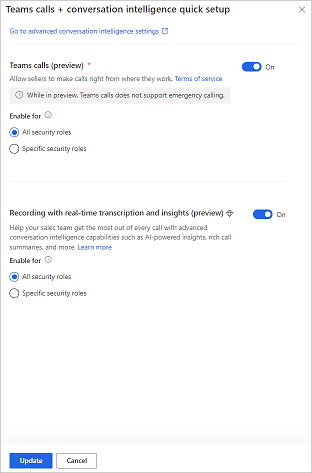 Teams calls + conversation intelligence quick setup
Go to advanced conversation intelligence settings
Teams calls (preview) *
On
Allow sellers to make calls right from where they work. Terms of service
While in preview. Teams calls does not support emergency calling.
Enable for
All security roles
Specific security roles
Recording with real-time transcription and insights (preview)
On
Help your sales team get the most out of every call with advanced
conversation intelligence capabilities such as AI-powered insights, rich call
summaries, and more. Learn more
Enable for
All security roles
Specific security roles
Update
Cancel